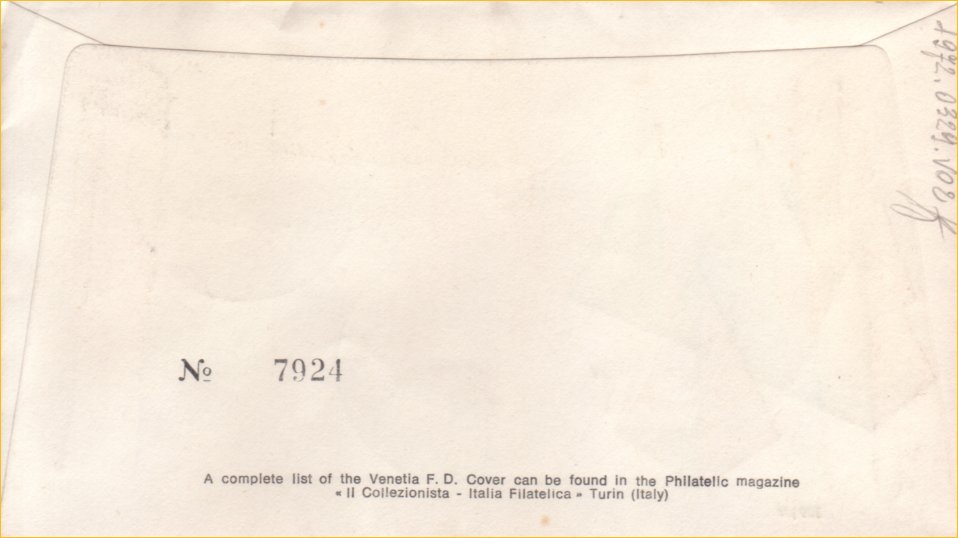 1972.0329.V02
№ 7924
A complete list of the Venetia F. D. Cover can be found in the Philatelic magazine
« Il Collezionista - Italia Filatelica » Turin (Italy)